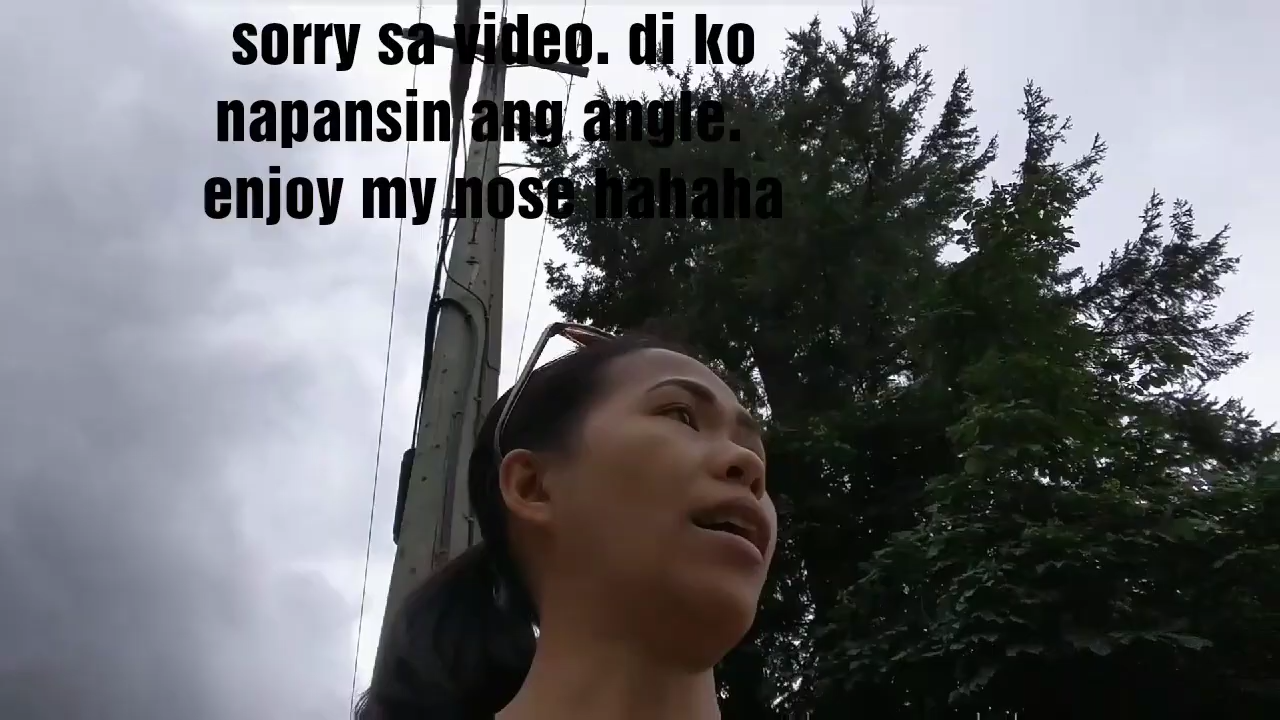 sorry sa video. di ko
napansin ang angle.
enjoy my nose hahaha